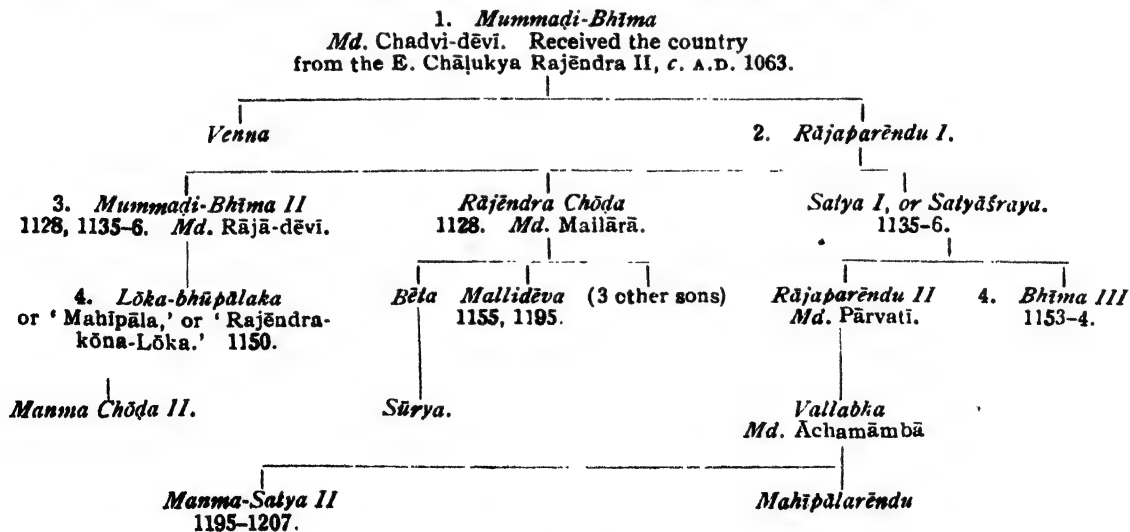 1. Mummaḍi-Bhīma
Md. Chadvi-dēvī. Received the country
from the E. Chāḷukya Rajēndra II, c. A.D. 1063.
Venna
2. Rājaparēndu I.
3. Mummaḍi-Bhīma II
1128, 1135-6. Md. Rājā-dēvī.
Rājēndra Chōḍa
1128. Md. Mailārā.
Satya I, or Satyāśraya.
1135-6.
4. Lōka-bhūpālaka
or ‘Mahīpāla,’ or ‘Rajēndra-
kōna-Lōka.’ 1150.
Bēta
Mallidēva
1155, 1195.
(3 other sons)
Rājaparēndu II
Md. Pārvatī.
4. Bhīma III
1153-4.
Manma Chōḍa II.
Sūrya.
Vallabha
Md. Āchamāmbā
Manma-Satya II
1195-1207.
Mahīpālarēndu